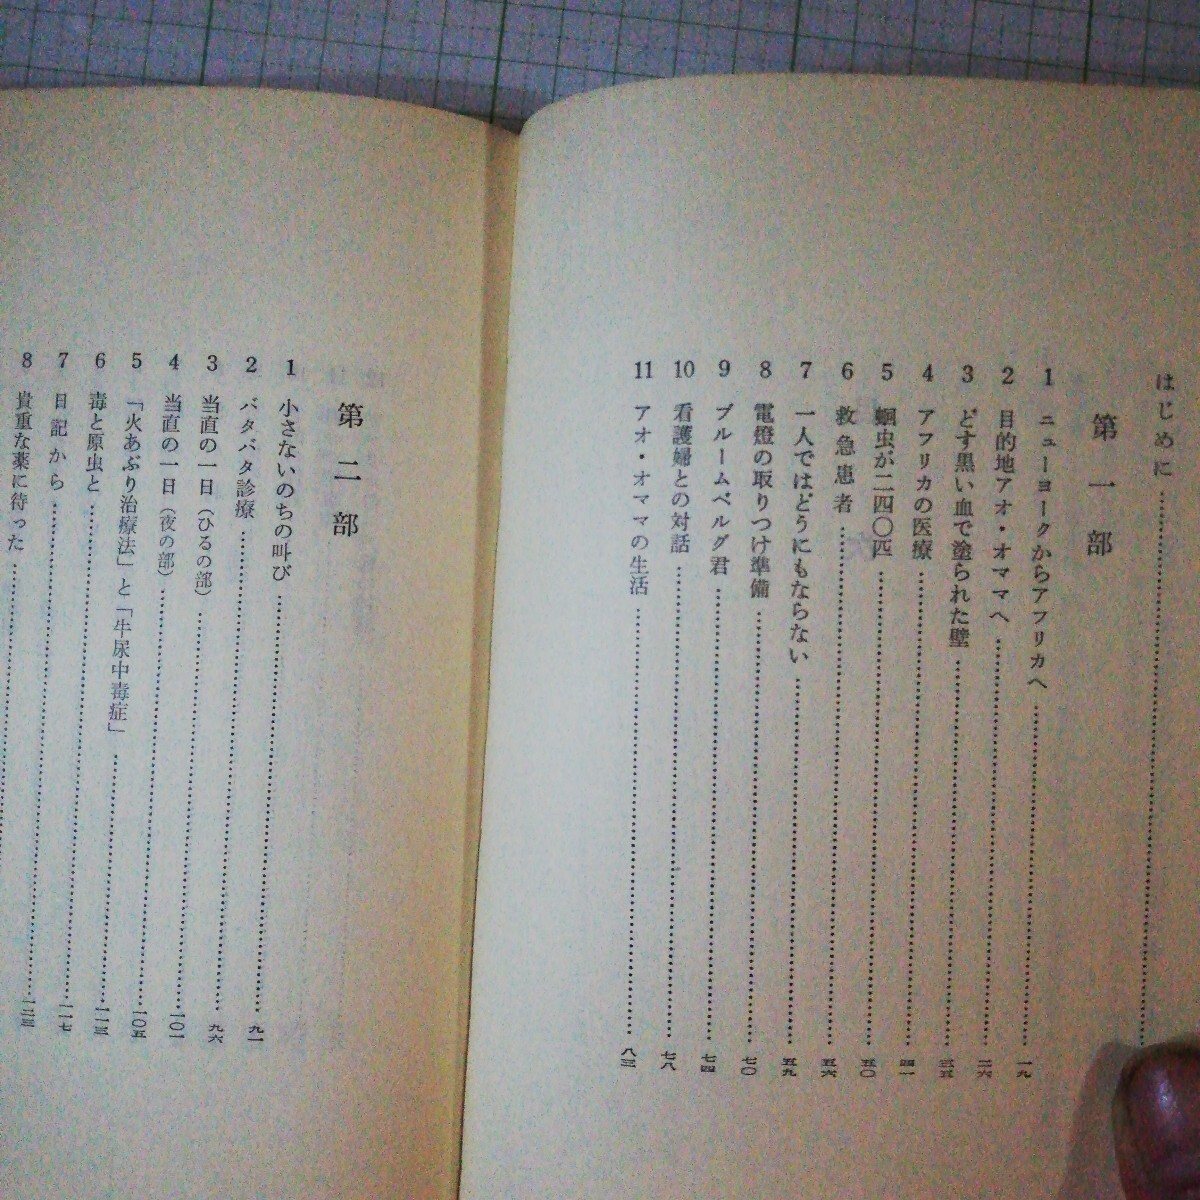 はじめに
第一部
1 ニューヨークからアフリカへ 一九
2 目的地アオ・オママへ 二六
3 どす黒い血で塗られた壁 三五
4 アフリカの医療 四一
5 蛔虫が二四〇匹 五〇
6 救急患者 五六
7 一人ではどうにもならない 五九
8 電燈の取りつけ準備 七〇
9 ブルームベルグ君 七四
10 看護婦との対話 七八
11 アオ・オママの生活 八三
第二部
1 小さないのちの叫び 九一
2 バタバタ診療 九六
3 当直の一日（ひるの部） 一〇一
4 当直の一日（夜の部） 一〇五
5 「火あぶり治療法」と「牛尿中毒症」 一一三
6 毒と原虫と 一一七
7 日記から 一二三
8 貴重な薬に待った